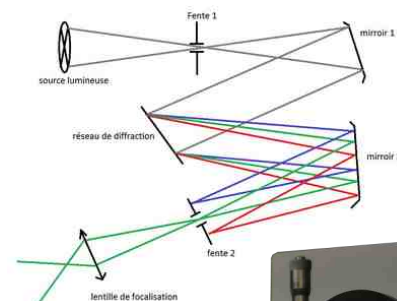 Fente 1
mirroir 1
source lumineuse
réseau de diffraction
mirroir
fente 2
lentille de focalisation